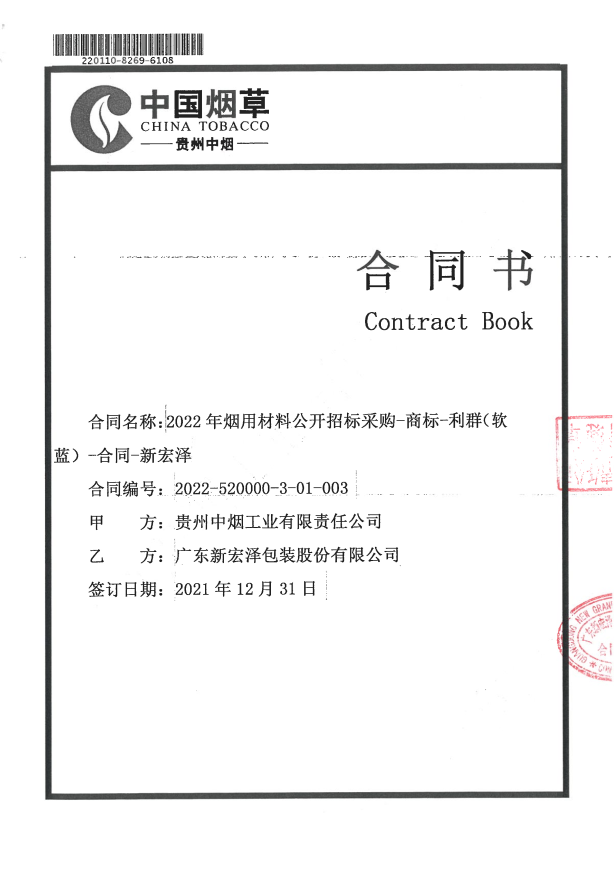 220110-8269-6108
中国烟草
CHINA TOBACCO
贵州中烟
合同书
Contract Book
合同名称:2022年烟用材料公开招标采购-商标-利群(软
蓝)-合同-新宏泽
合同编号: 2022-520000-3-01-003
甲 方: 贵州中烟工业有限责任公司
乙 方: 广东新宏泽包装股份有限公司
签订日期: 2021年12月31日
NEW GRAN